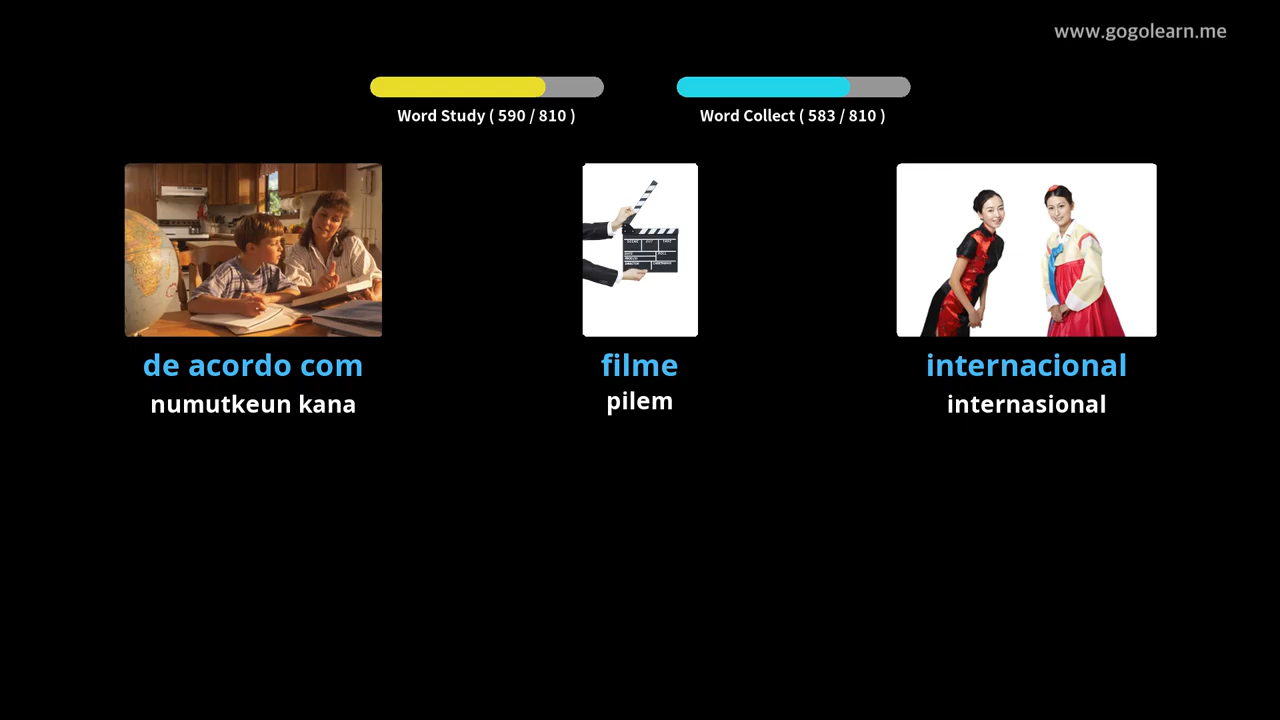 www.gogolearn.me
Word Study ( 590 / 810 )
Word Collect ( 583 / 810 )
de acordo com
numutkeun kana
filme
pilem
internacional
internasional